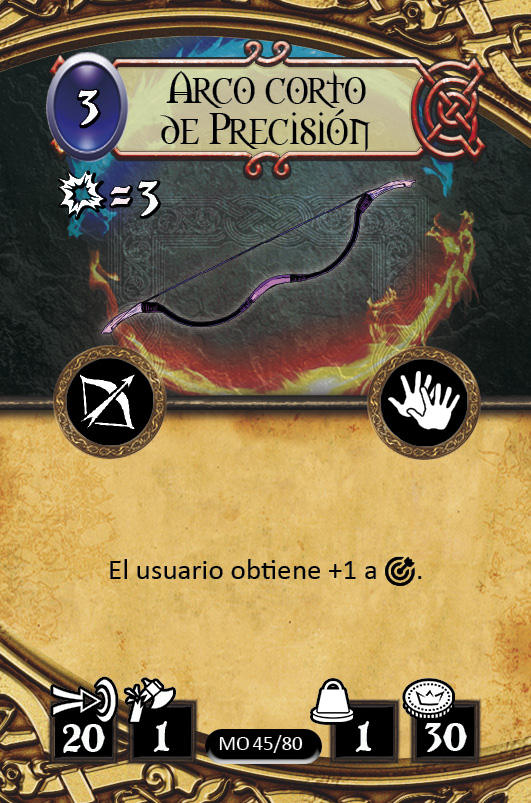 3
Arco corto
de Precisión
= 3
El usuario obtiene +1 a .
20
1
MO 45/80
1
30